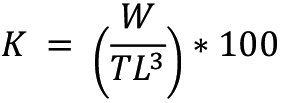 K = (W / TL³) * 100